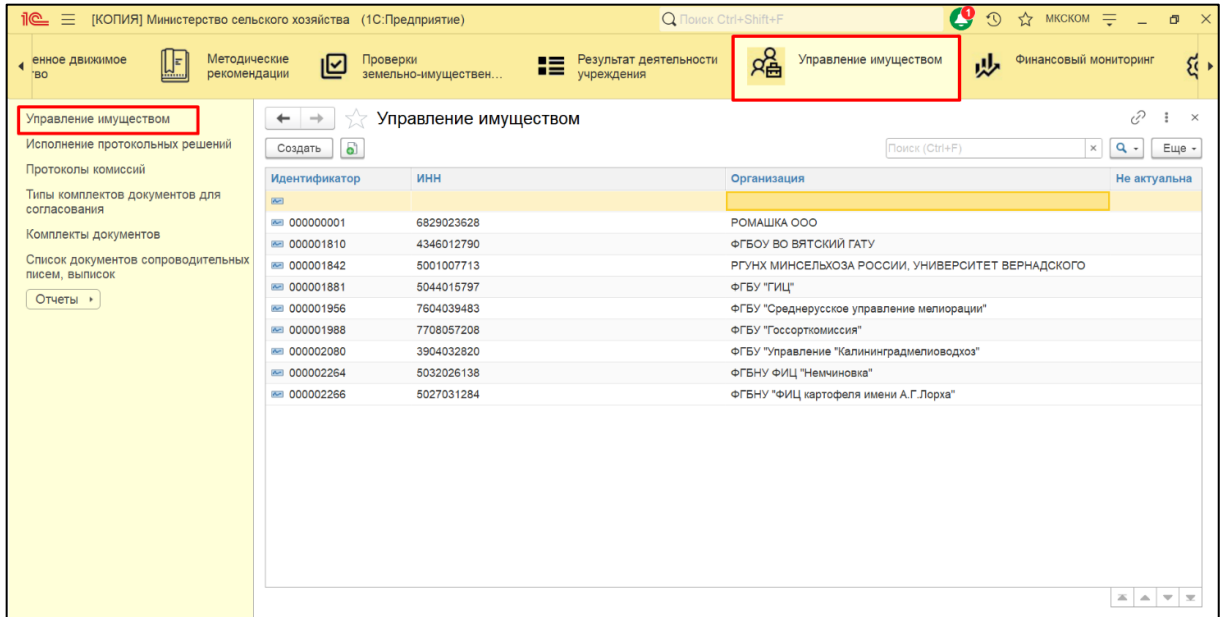 1С [КОПИЯ] Министерство сельского хозяйства (1С:Предприятие) Поиск Ctrl+Shift+F 1 МКСКОМ
енное движимое
'во
Методические
рекомендации
Проверки
земельно-имуществен...
Результат деятельности
учреждения
Управление имуществом
Финансовый мониторинг
Управление имуществом
Исполнение протокольных решений
Протоколы комиссий
Типы комплектов документов для
согласования
Комплекты документов
Список документов сопроводительных
писем, выписок
Отчеты
Управление имуществом
Создать Поиск (Ctrl+F) Еще
Идентификатор ИНН Организация Не актуальна
000000001 6829023628 РОМАШКА ООО
000001810 4346012790 ФГБОУ ВО ВЯТСКИЙ ГАТУ
000001842 5001007713 РГУНХ МИНСЕЛЬХОЗА РОССИИ, УНИВЕРСИТЕТ ВЕРНАДСКОГО
000001881 5044015797 ФГБУ "ГИЦ"
000001956 7604039483 ФГБУ "Среднерусское управление мелиорации"
000001988 7708057208 ФГБУ "Госсорткомиссия"
000002080 3904032820 ФГБУ "Управление "Калининградмелиоводхоз"
000002264 5032026138 ФГБНУ ФИЦ "Немчиновка"
000002266 5027031284 ФГБНУ "ФИЦ картофеля имени А.Г.Лорха"